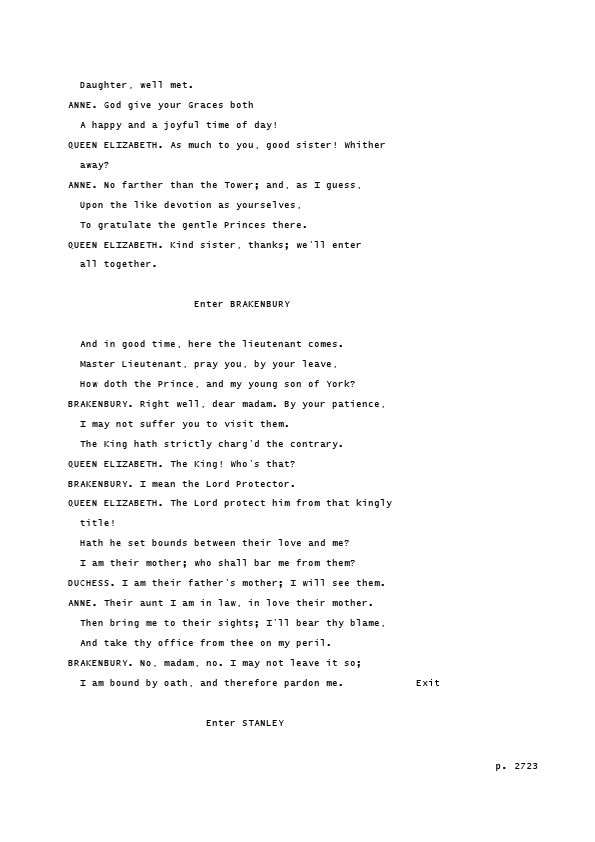 Daughter, well met.
ANNE. God give your Graces both
A happy and a joyful time of day!
QUEEN ELIZABETH. As much to you, good sister! Whither
away?
ANNE. No farther than the Tower; and, as I guess,
Upon the like devotion as yourselves,
To gratulate the gentle Princes there.
QUEEN ELIZABETH. Kind sister, thanks; we'll enter
all together.
Enter BRAKENBURY
And in good time, here the lieutenant comes.
Master Lieutenant, pray you, by your leave,
How doth the Prince, and my young son of York?
BRAKENBURY. Right well, dear madam. By your patience,
I may not suffer you to visit them.
The King hath strictly charg'd the contrary.
QUEEN ELIZABETH. The King! Who's that?
BRAKENBURY. I mean the Lord Protector.
QUEEN ELIZABETH. The Lord protect him from that kingly
title!
Hath he set bounds between their love and me?
I am their mother; who shall bar me from them?
DUCHESS. I am their father's mother; I will see them.
ANNE. Their aunt I am in law, in love their mother.
Then bring me to their sights; I'll bear thy blame,
And take thy office from thee on my peril.
BRAKENBURY. No, madam, no. I may not leave it so;
I am bound by oath, and therefore pardon me. Exit
Enter STANLEY
p. 2723